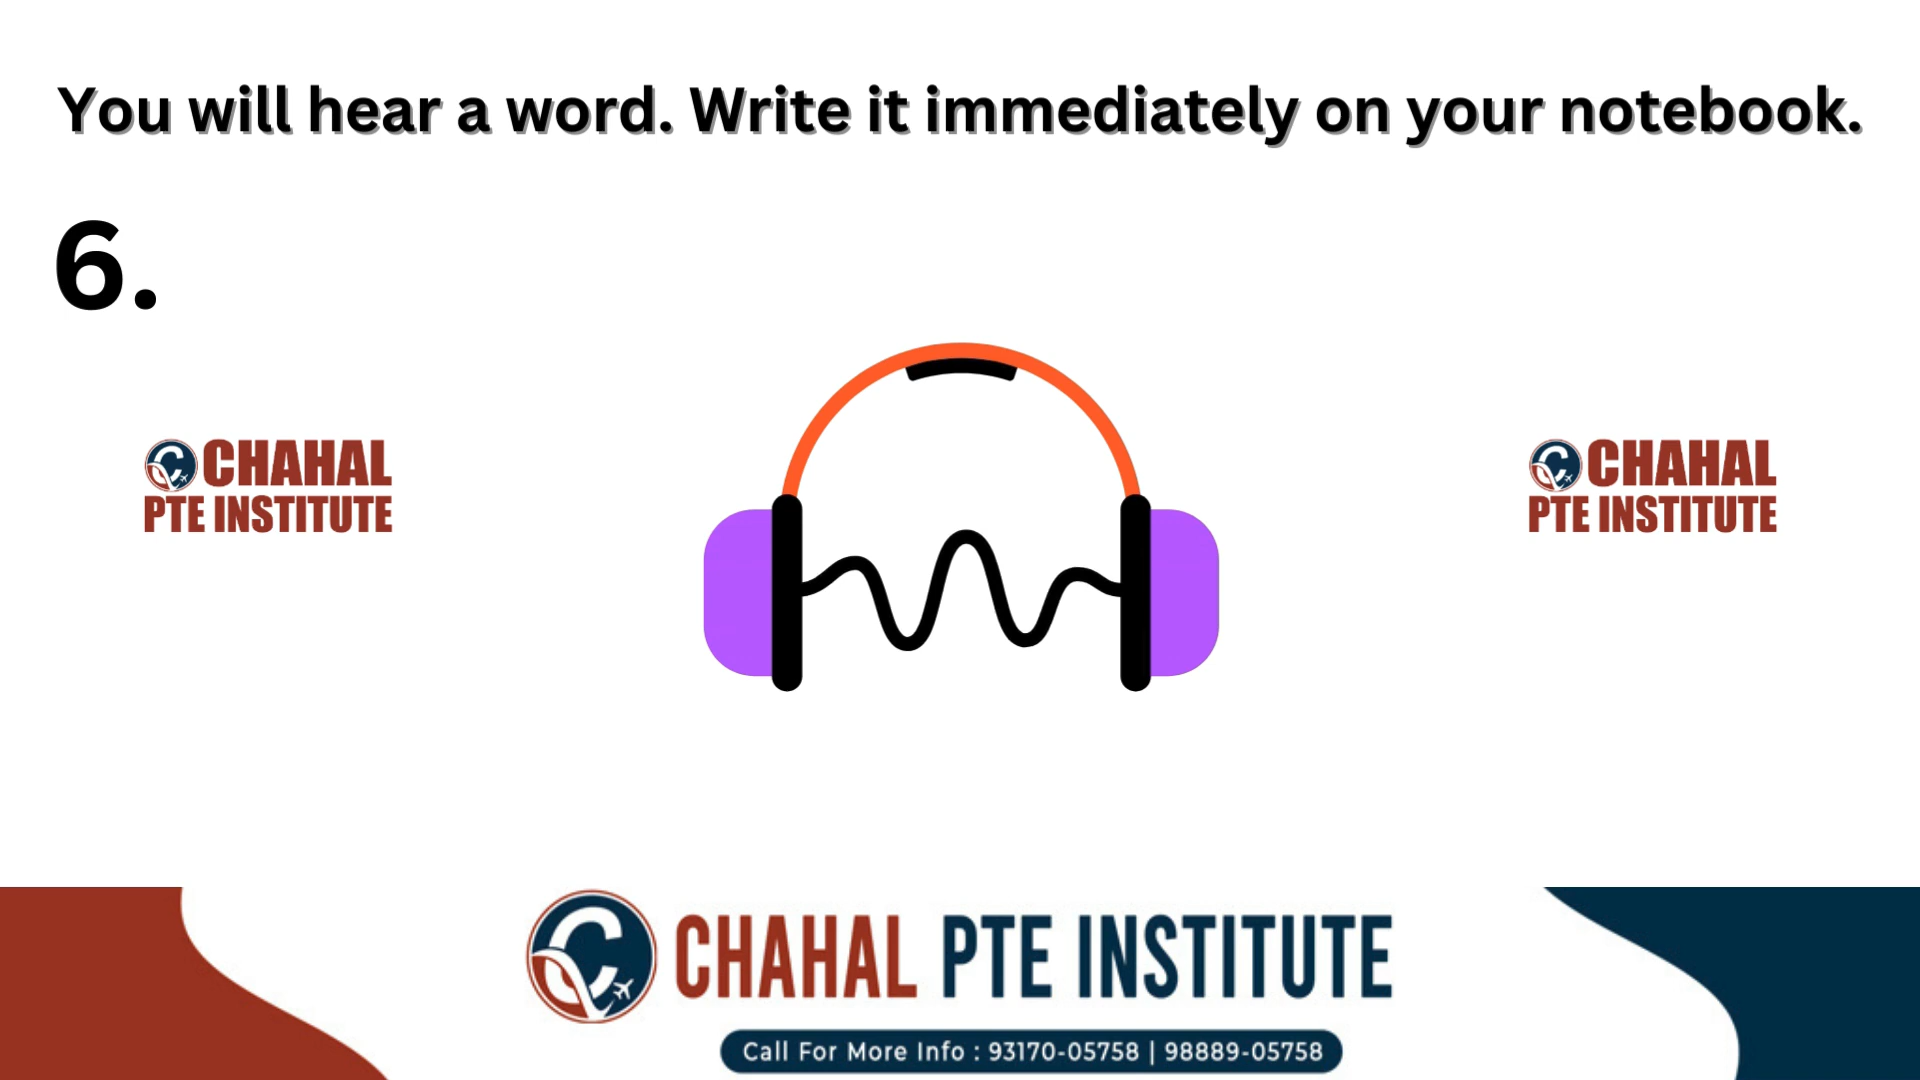 You will hear a word. Write it immediately on your notebook.
6.
CHAHAL
PTE INSTITUTE
CHAHAL
PTE INSTITUTE
CHAHAL PTE INSTITUTE
Call For More Info : 93170-05758 | 98889-05758